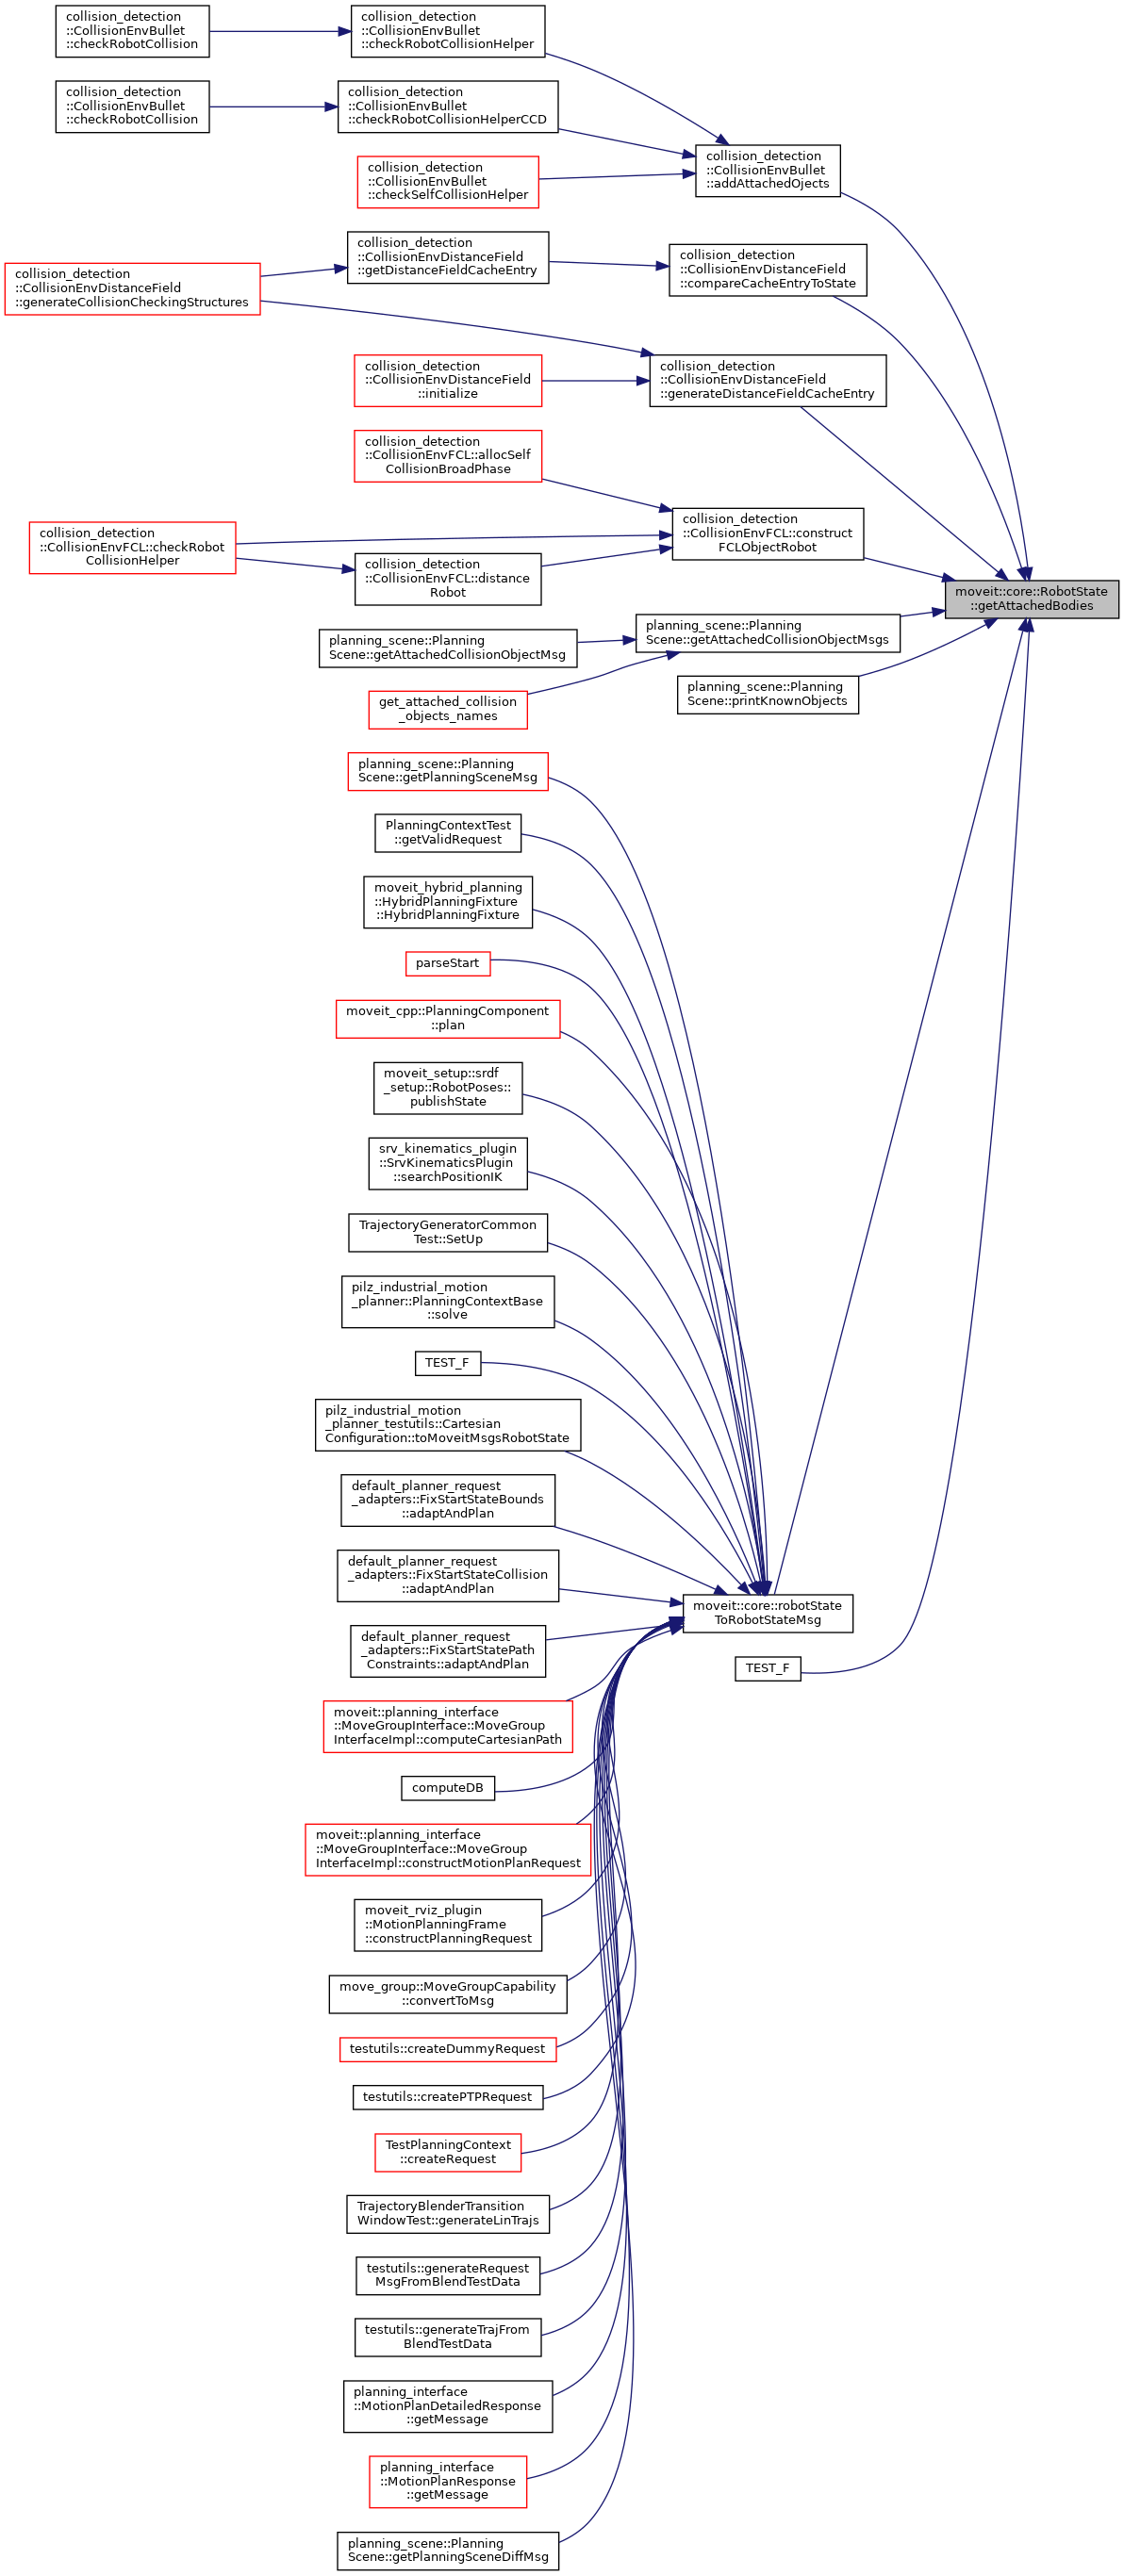 collision_detection
::CollisionEnvBullet
::checkRobotCollision
collision_detection
::CollisionEnvBullet
::checkRobotCollisionHelper
collision_detection
::CollisionEnvBullet
::checkRobotCollision
collision_detection
::CollisionEnvBullet
::checkRobotCollisionHelperCCD
collision_detection
::CollisionEnvBullet
::addAttachedOjects
collision_detection
::CollisionEnvBullet
::checkSelfCollisionHelper
collision_detection
::CollisionEnvDistanceField
::getDistanceFieldCacheEntry
collision_detection
::CollisionEnvDistanceField
::compareCacheEntryToState
collision_detection
::CollisionEnvDistanceField
::generateCollisionCheckingStructures
collision_detection
::CollisionEnvDistanceField
::initialize
collision_detection
::CollisionEnvDistanceField
::generateDistanceFieldCacheEntry
collision_detection
::CollisionEnvFCL::allocSelf
CollisionBroadPhase
collision_detection
::CollisionEnvFCL::checkRobot
CollisionHelper
collision_detection
::CollisionEnvFCL::construct
FCLObjectRobot
collision_detection
::CollisionEnvFCL::distance
Robot
moveit::core::RobotState
::getAttachedBodies
planning_scene::Planning
Scene::getAttachedCollisionObjectMsg
planning_scene::Planning
Scene::getAttachedCollisionObjectMsgs
get_attached_collision
_objects_names
planning_scene::Planning
Scene::printKnownObjects
planning_scene::Planning
Scene::getPlanningSceneMsg
PlanningContextTest
::getValidRequest
moveit_hybrid_planning
::HybridPlanningFixture
::HybridPlanningFixture
parseStart
moveit_cpp::PlanningComponent
::plan
moveit_setup::srdf
_setup::RobotPoses::
publishState
srv_kinematics_plugin
::SrvKinematicsPlugin
::searchPositionIK
TrajectoryGeneratorCommon
Test::SetUp
pilz_industrial_motion
_planner::PlanningContextBase
::solve
TEST_F
pilz_industrial_motion
_planner_testutils::Cartesian
Configuration::toMoveitMsgsRobotState
default_planner_request
_adapters::FixStartStateBounds
::adaptAndPlan
default_planner_request
_adapters::FixStartStateCollision
::adaptAndPlan
moveit::core::robotState
ToRobotStateMsg
default_planner_request
_adapters::FixStartStatePath
Constraints::adaptAndPlan
TEST_F
moveit::planning_interface
::MoveGroupInterface::MoveGroup
InterfaceImpl::computeCartesianPath
computeDB
moveit::planning_interface
::MoveGroupInterface::MoveGroup
InterfaceImpl::constructMotionPlanRequest
moveit_rviz_plugin
::MotionPlanningFrame
::constructPlanningRequest
move_group::MoveGroupCapability
::convertToMsg
testutils::createDummyRequest
testutils::createPTPRequest
TestPlanningContext
::createRequest
TrajectoryBlenderTransition
WindowTest::generateLinTrajs
testutils::generateRequest
MsgFromBlendTestData
testutils::generateTrajFrom
BlendTestData
planning_interface
::MotionPlanDetailedResponse
::getMessage
planning_interface
::MotionPlanResponse
::getMessage
planning_scene::Planning
Scene::getPlanningSceneDiffMsg